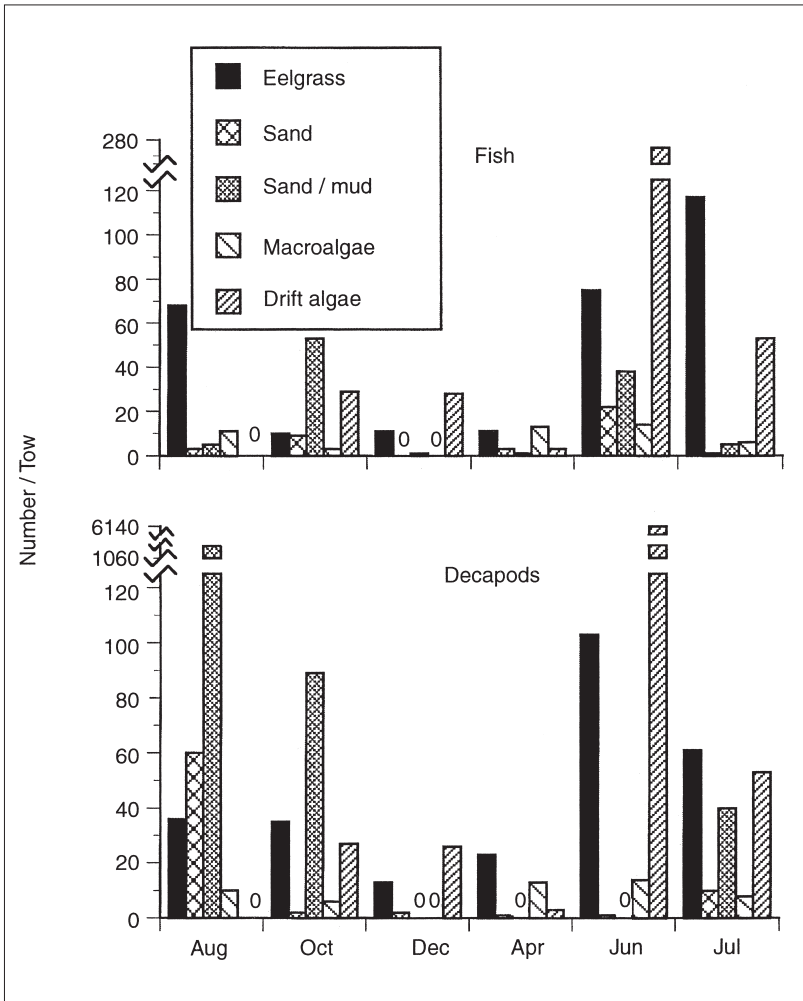 Eelgrass
Sand
Sand / mud
Macroalgae
Drift algae
Fish
280
120
100
80
60
40
20
0
0
0 0
Number / Tow
Decapods
6140
1060
120
100
80
60
40
20
0
0
0 0
0
0
Aug Oct Dec Apr Jun Jul